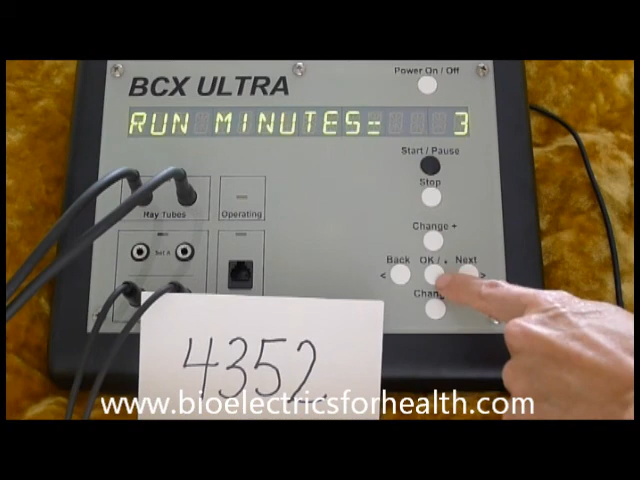 BCX ULTRA
Power On / Off
RUN MINUTES= 3
Start / Pause
Stop
Ray Tubes
Operating
Change +
Set A
Back OK / * Next
< >
4352
www.bioelectricsforhealth.com